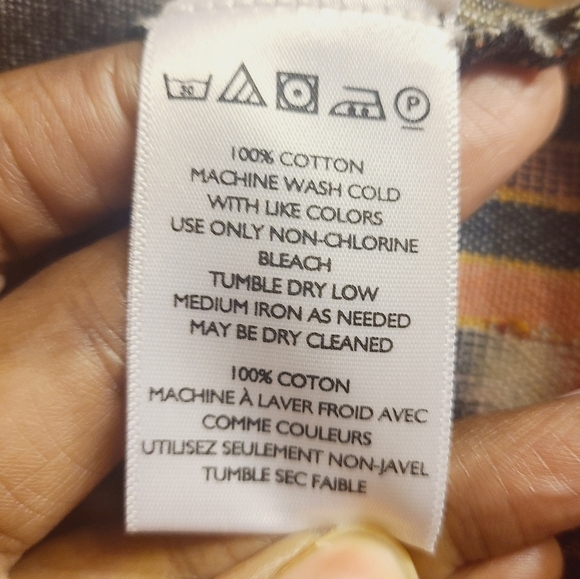 30
P
100% COTTON
MACHINE WASH COLD
WITH LIKE COLORS
USE ONLY NON-CHLORINE
BLEACH
TUMBLE DRY LOW
MEDIUM IRON AS NEEDED
MAY BE DRY CLEANED
100% COTON
MACHINE À LAVER FROID AVEC
COMME COULEURS
UTILISEZ SEULEMENT NON-JAVEL
TUMBLE SEC FAIBLE